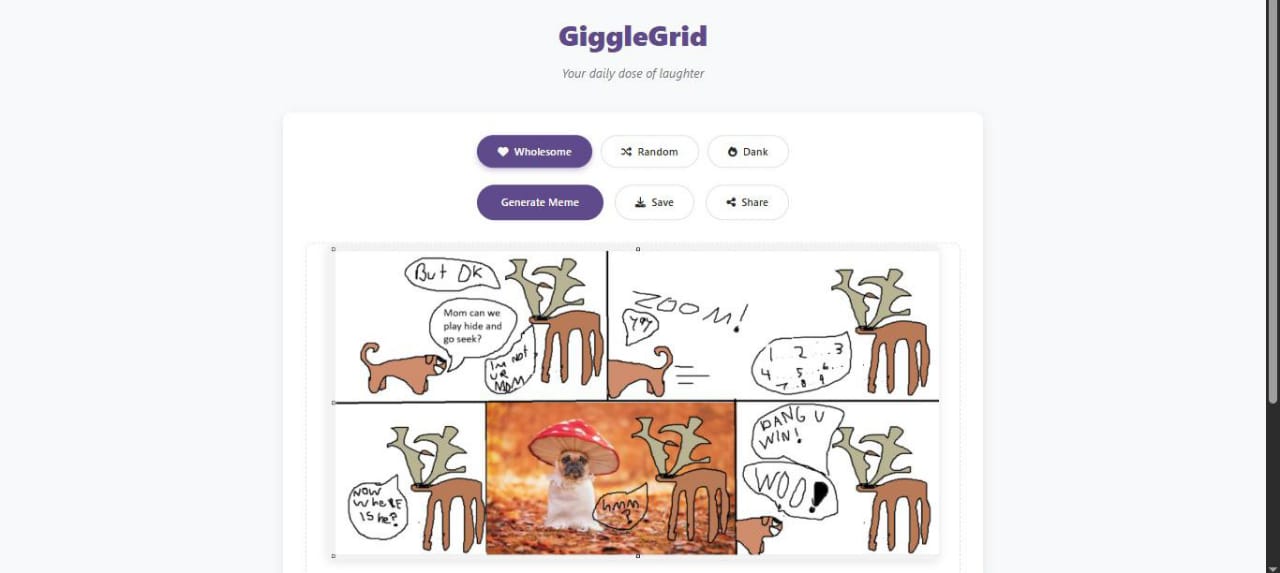 GiggleGrid
Your daily dose of laughter
Wholesome
Random
Dank
Generate Meme
Save
Share
But OK
Mom can we
play hide and
go seek?
IM NOT
UR
MOM
ZOOM!
yay
1 2 ... 3
4 ... 5 ... 6 ...
7 .. 8 9
NOW
WHERE
IS he?
hmm
?
DANG U
WIN!
WOO!